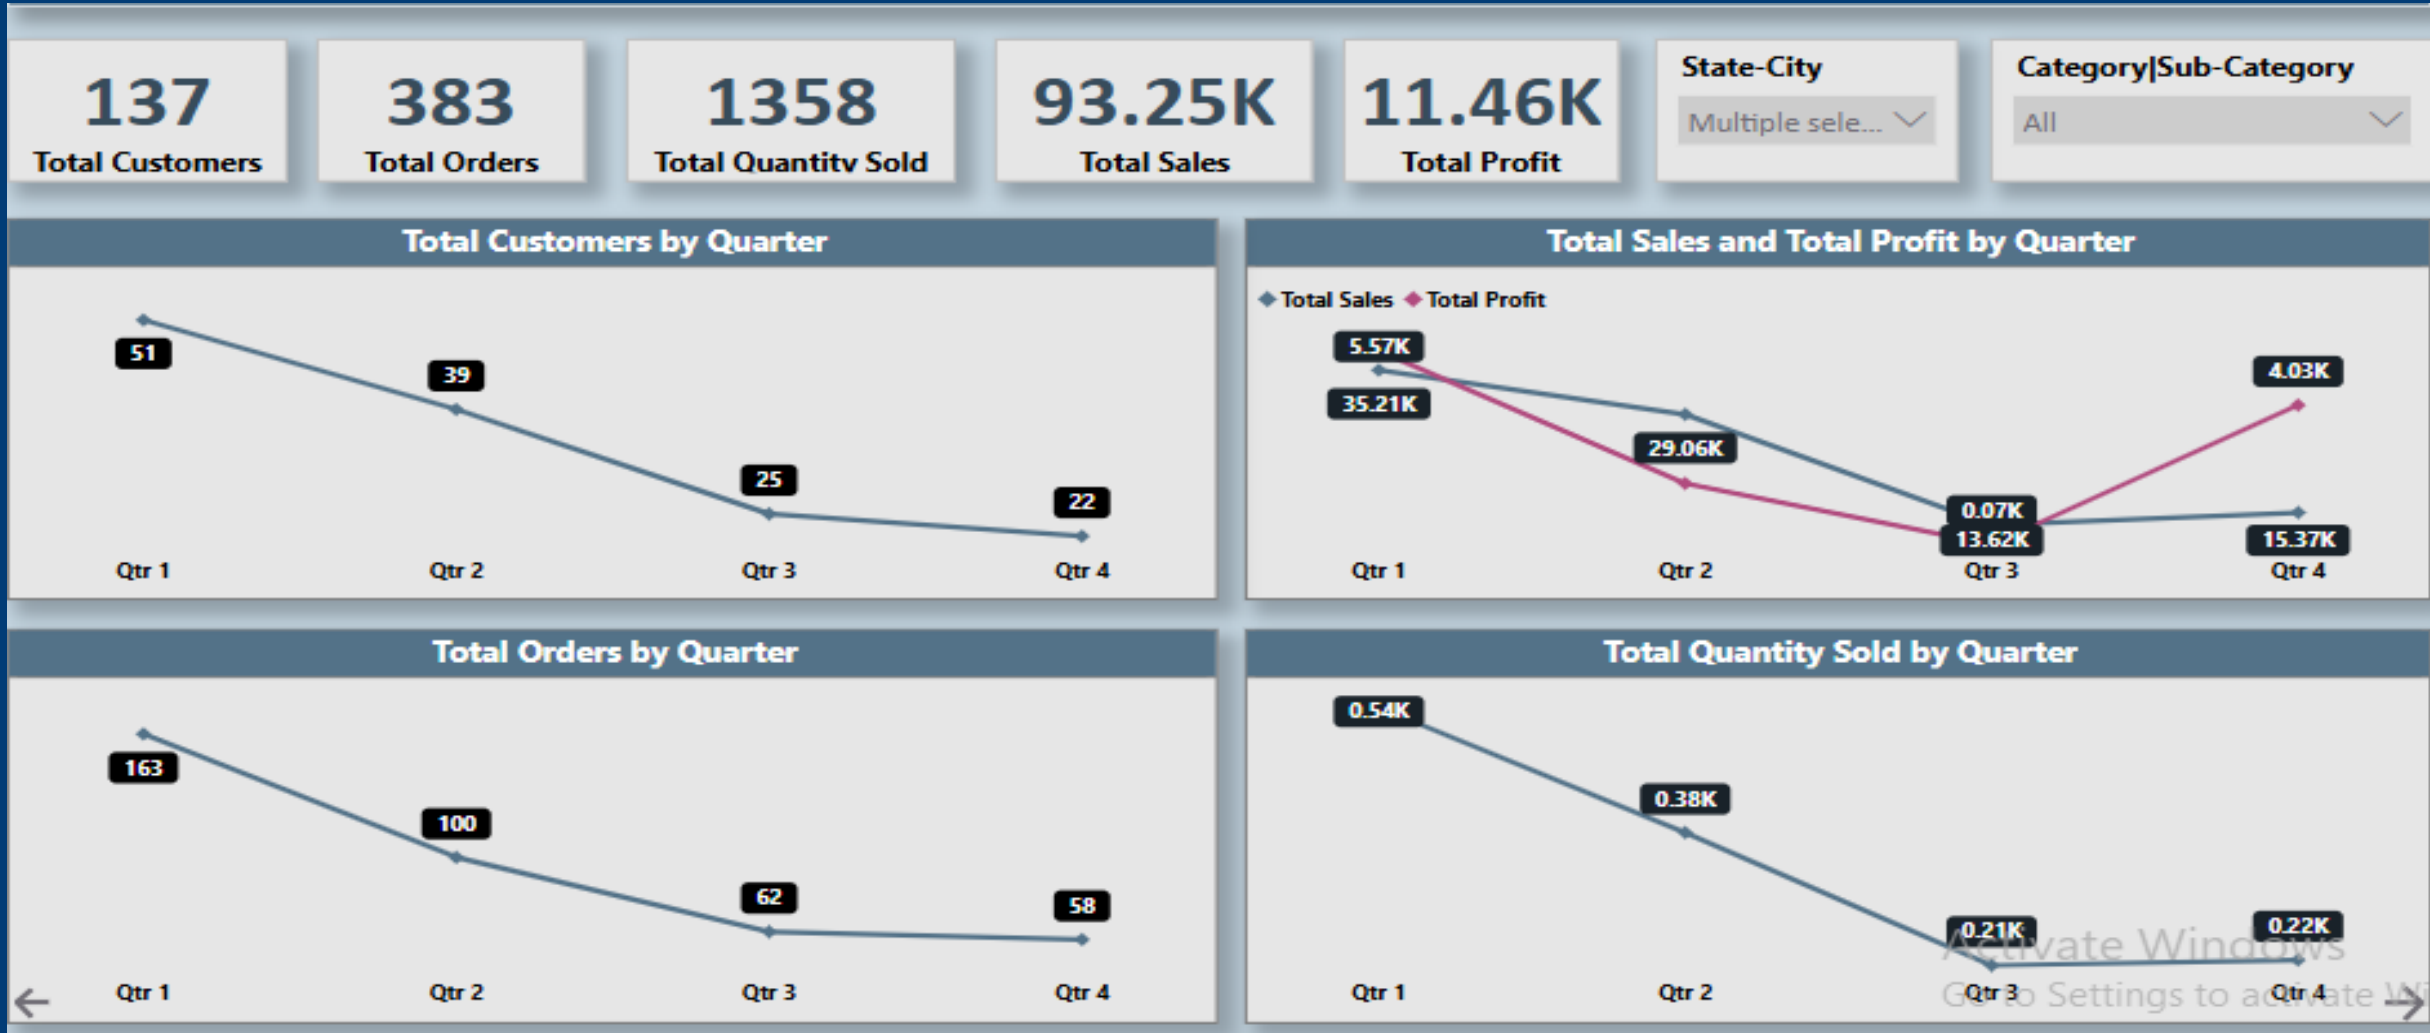 137
Total Customers
383
Total Orders
1358
Total Quantity Sold
93.25K
Total Sales
11.46K
Total Profit
State-City
Multiple sele...
Category|Sub-Category
All
Total Customers by Quarter
51
39
25
22
Qtr 1 Qtr 2 Qtr 3 Qtr 4
Total Sales and Total Profit by Quarter
Total Sales Total Profit
5.57K
4.03K
35.21K
29.06K
0.07K
13.62K
15.37K
Qtr 1 Qtr 2 Qtr 3 Qtr 4
Total Orders by Quarter
163
100
62
58
Qtr 1 Qtr 2 Qtr 3 Qtr 4
Total Quantity Sold by Quarter
0.54K
0.38K
0.21K
0.22K
Qtr 1 Qtr 2 Qtr 3 Qtr 4
Activate Windows
Go to Settings to activate Wi